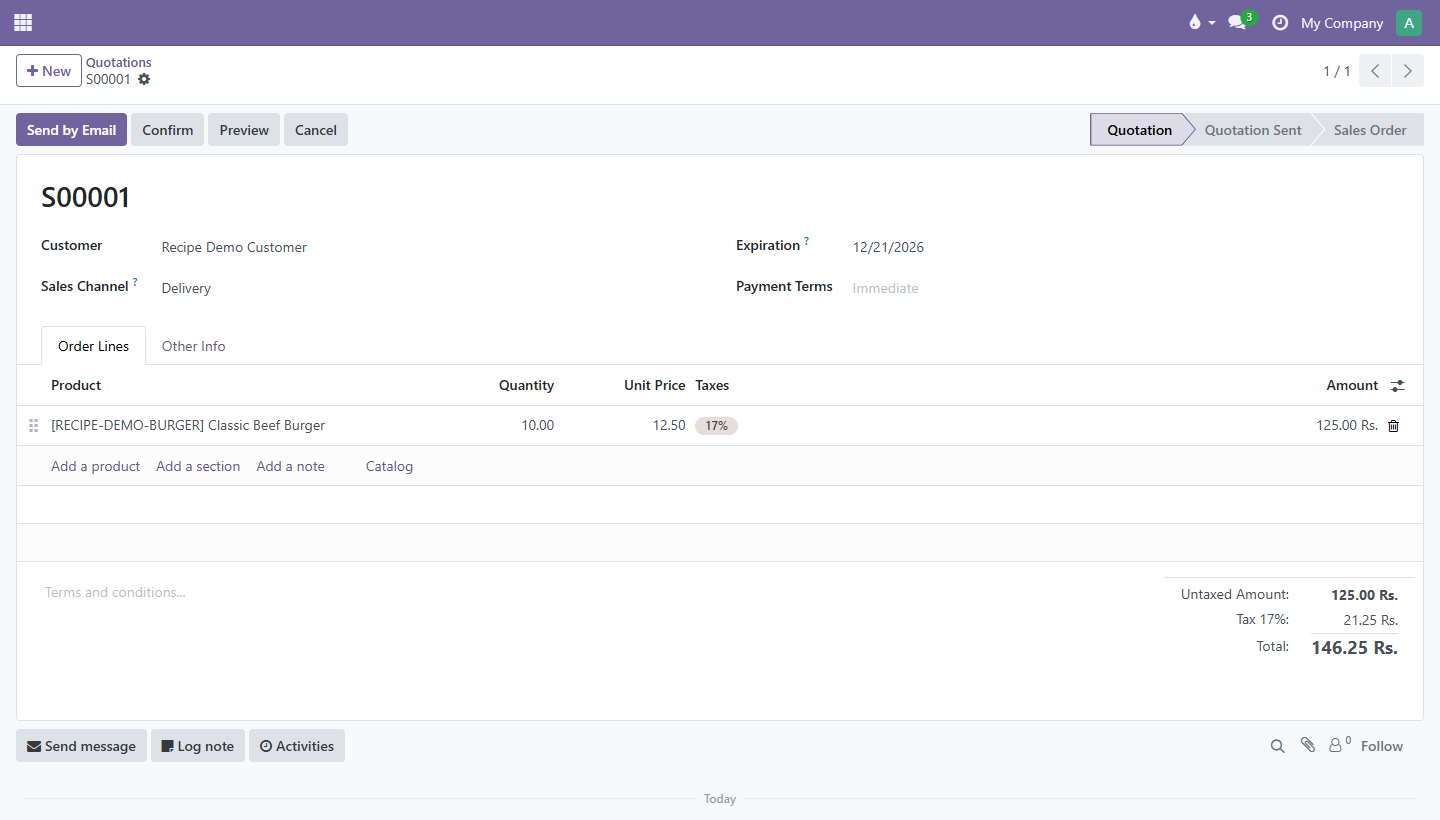 3 My Company A
New Quotations
S00001
1 / 1
Send by Email Confirm Preview Cancel Quotation Quotation Sent Sales Order
S00001
Customer Recipe Demo Customer Expiration ? 12/21/2026
Sales Channel ? Delivery Payment Terms Immediate
Order Lines Other Info
Product Quantity Unit Price Taxes Amount
[RECIPE-DEMO-BURGER] Classic Beef Burger 10.00 12.50 17% 125.00 Rs.
Add a product Add a section Add a note Catalog
Terms and conditions...
Untaxed Amount: 125.00 Rs.
Tax 17%: 21.25 Rs.
Total: 146.25 Rs.
Send message Log note Activities 0 Follow
Today